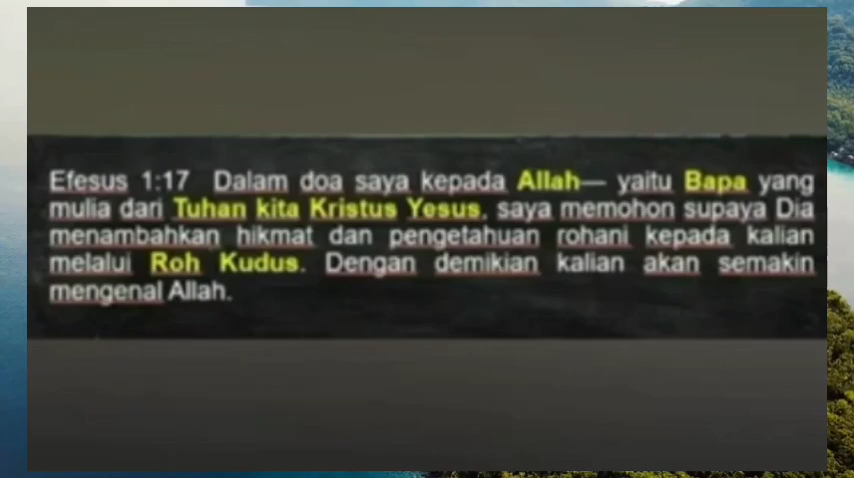 Efesus 1:17 Dalam doa saya kepada Allah— yaitu Bapa yang
mulia dari Tuhan kita Kristus Yesus, saya memohon supaya Dia
menambahkan hikmat dan pengetahuan rohani kepada kalian
melalui Roh Kudus. Dengan demikian kalian akan semakin
mengenal Allah.